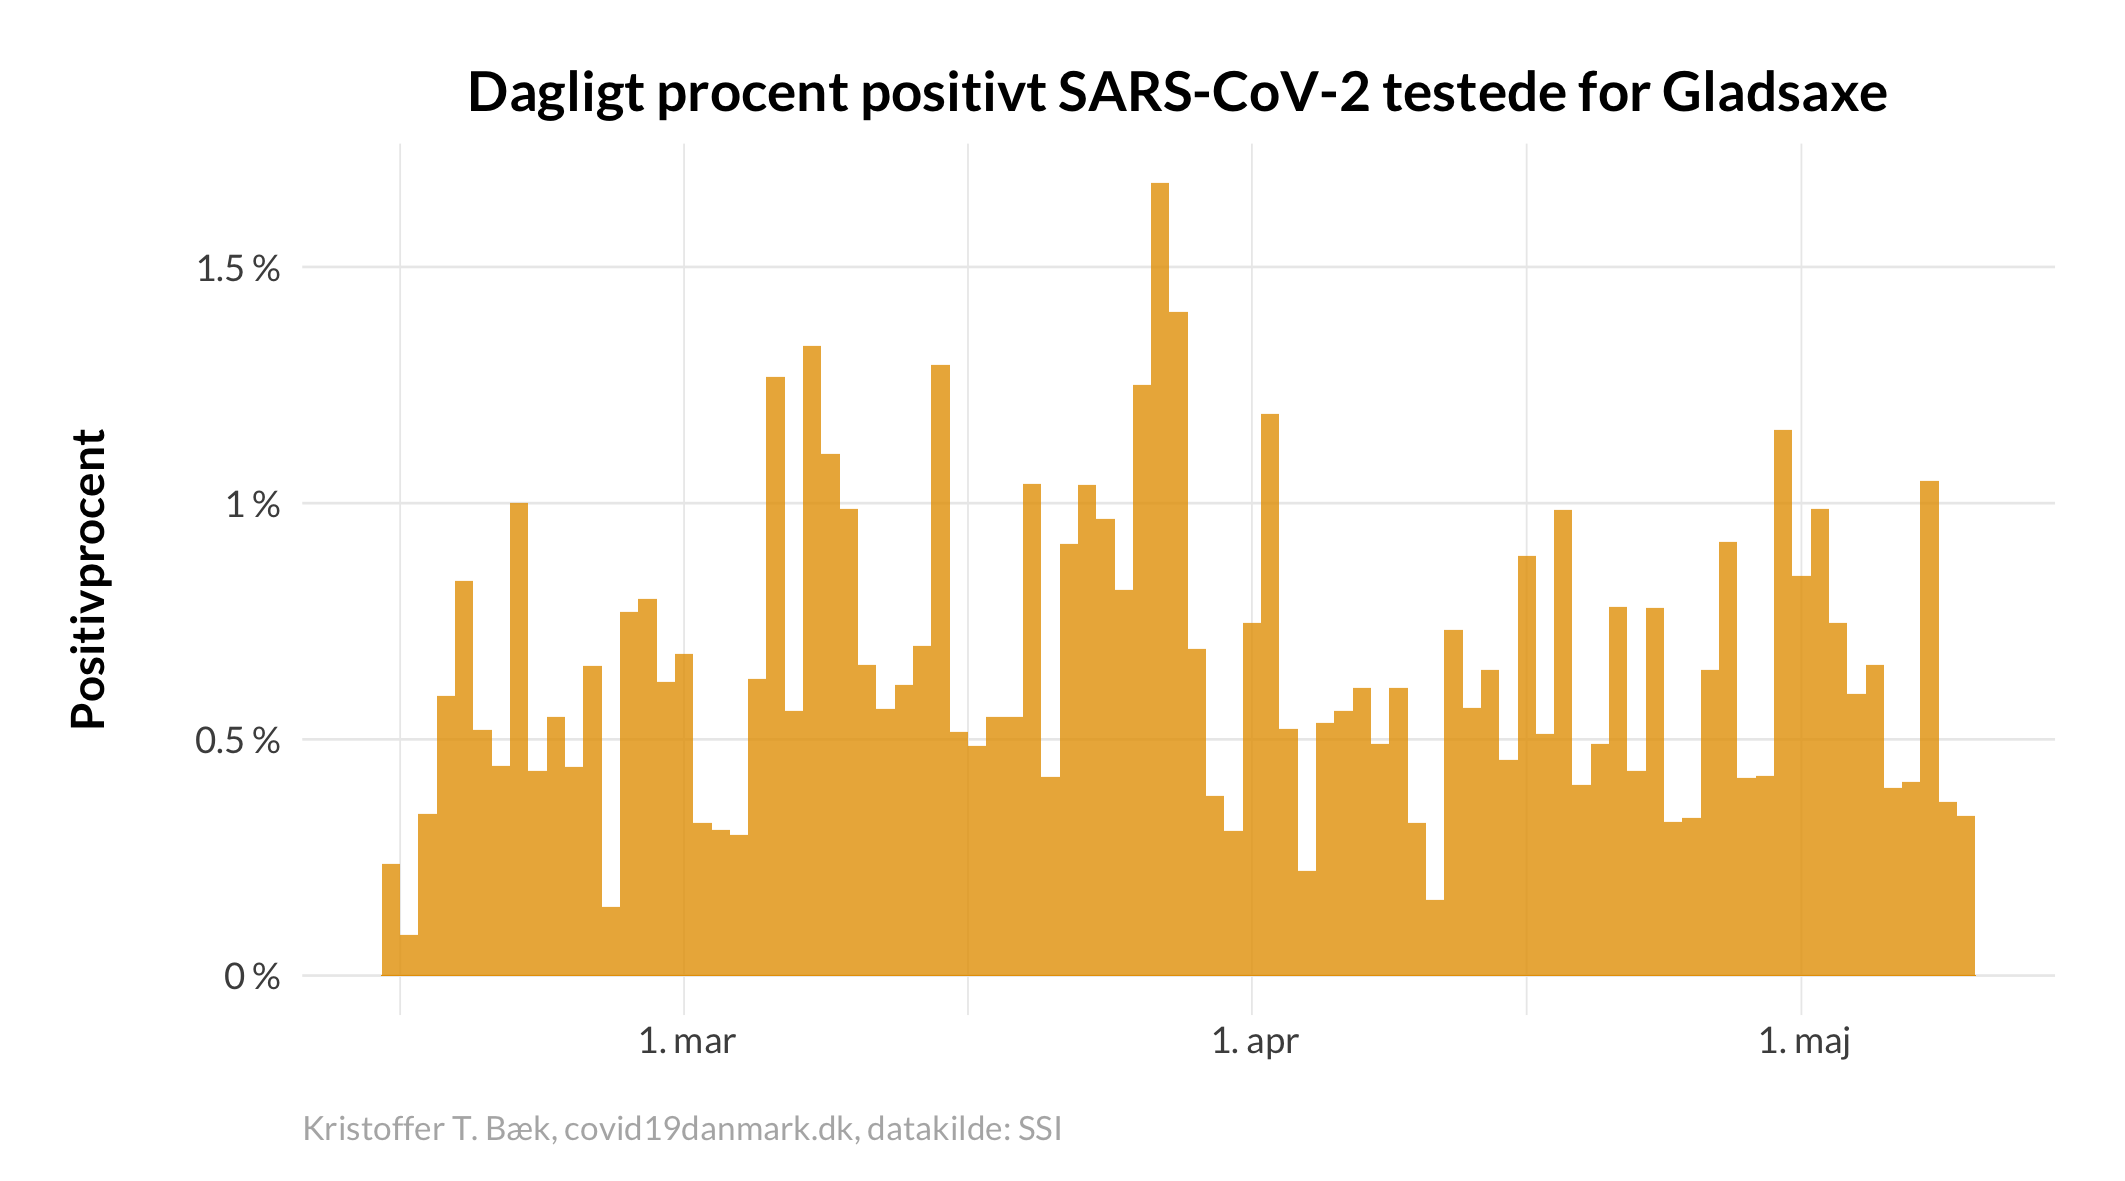 Dagligt procent positivt SARS-CoV-2 testede for Gladsaxe
Positivprocent
1.5 %
1 %
0.5 %
0 %
1. mar
1. apr
1. maj
Kristoffer T. Bæk, covid19danmark.dk, datakilde: SSI